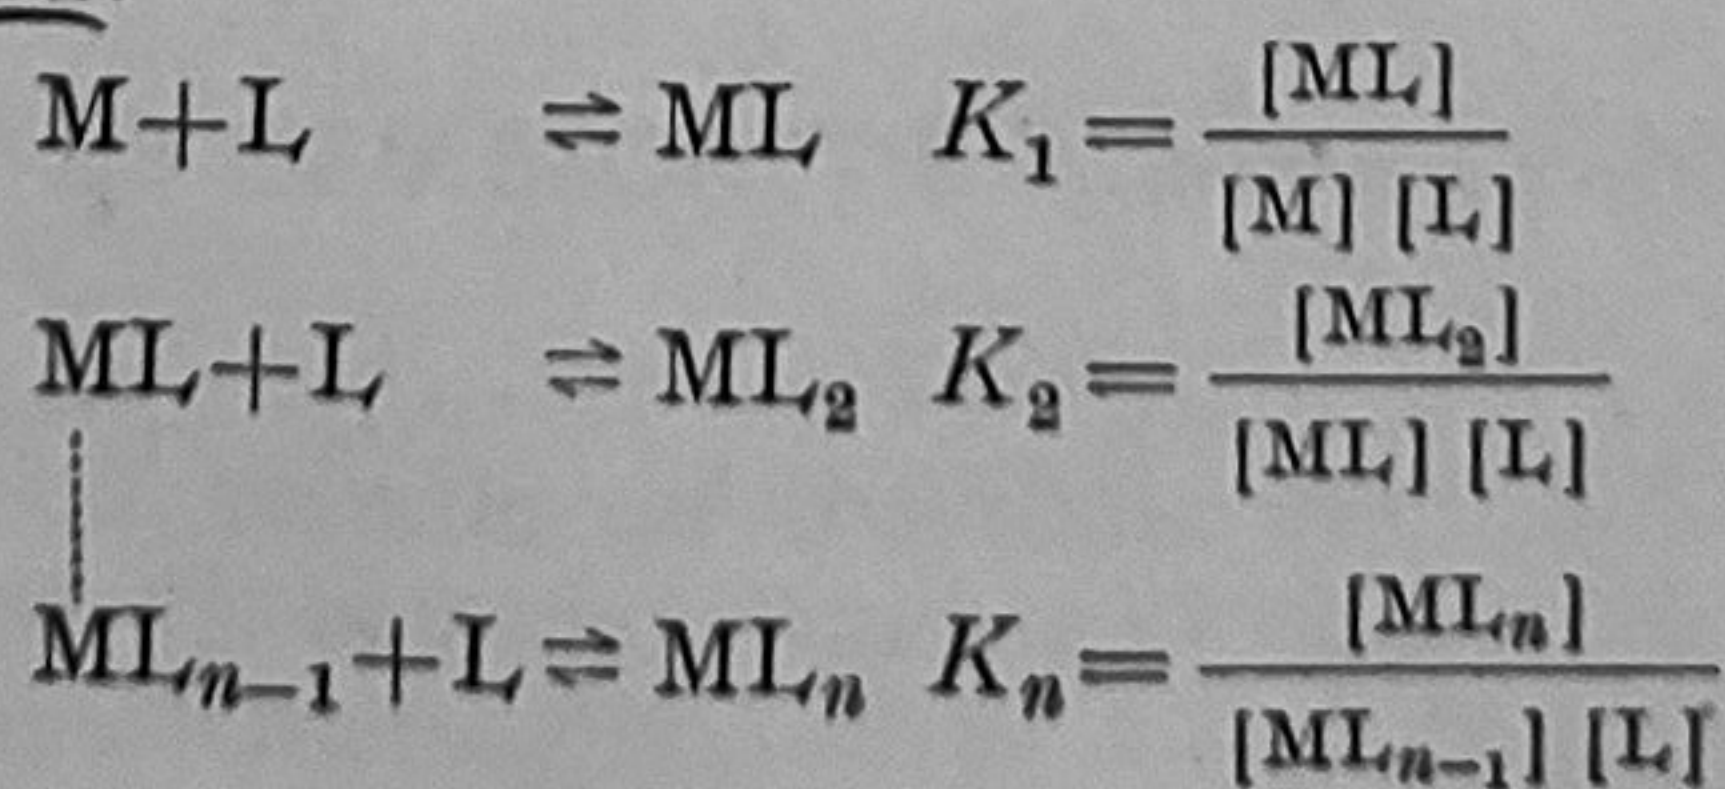 M+L ⇌ ML K₁= [ML] / [M] [L]
ML+L ⇌ ML₂ K₂= [ML₂] / [ML] [L]
MLₙ₋₁+L ⇌ MLₙ Kₙ= [MLₙ] / [MLₙ₋₁] [L]